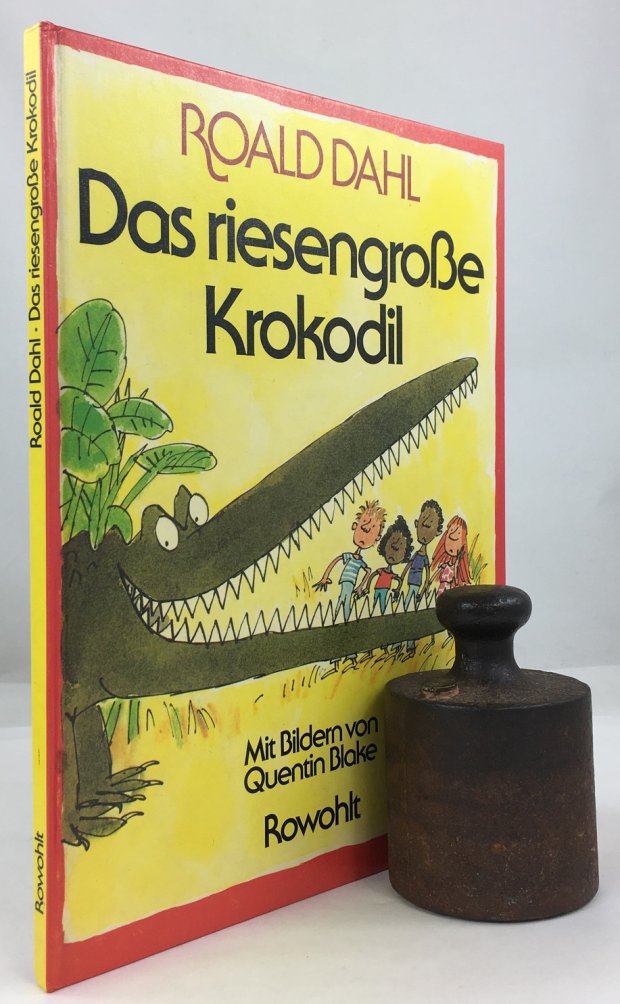 Roald Dahl · Das riesengroße Krokodil
Rowohlt
ROALD DAHL
Das riesengroße
Krokodil
Mit Bildern von
Quentin Blake
Rowohlt